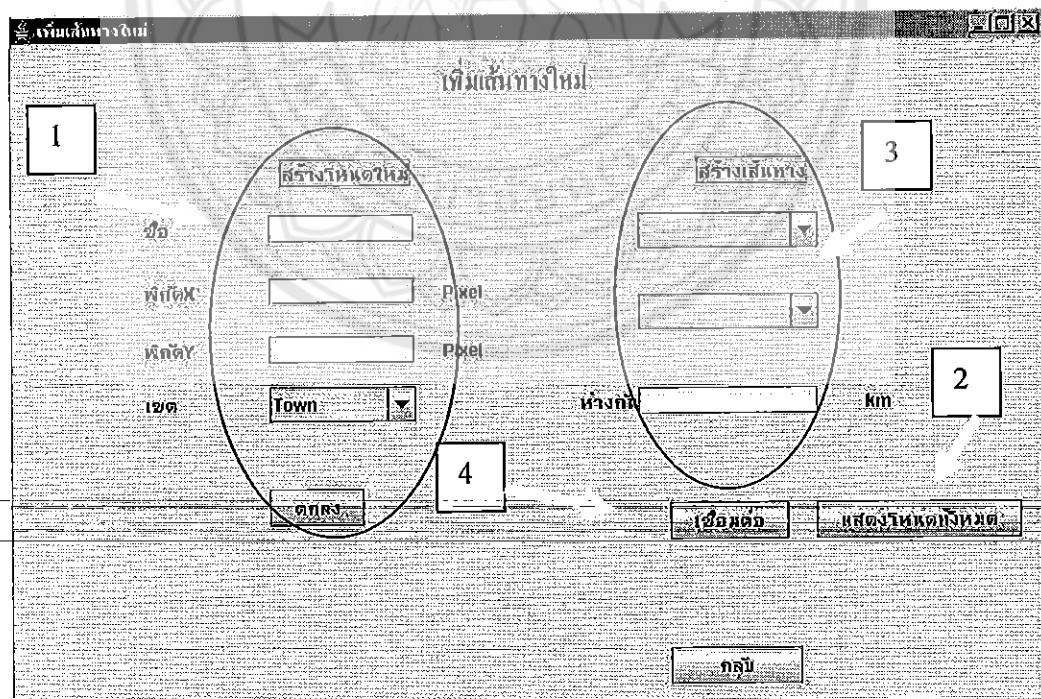 เพิ่มเส้นทางใหม่
เพิ่มเส้นทางใหม่
1
3
สร้างโหนดใหม่
สร้างเส้นทาง
ชื่อ
พิกัดX
Pixel
พิกัดY
Pixel
2
เขต
Town
ห่างกัน
km
4
ตกลง
เชื่อมต่อ
แสดงโหนดทั้งหมด
กลับ